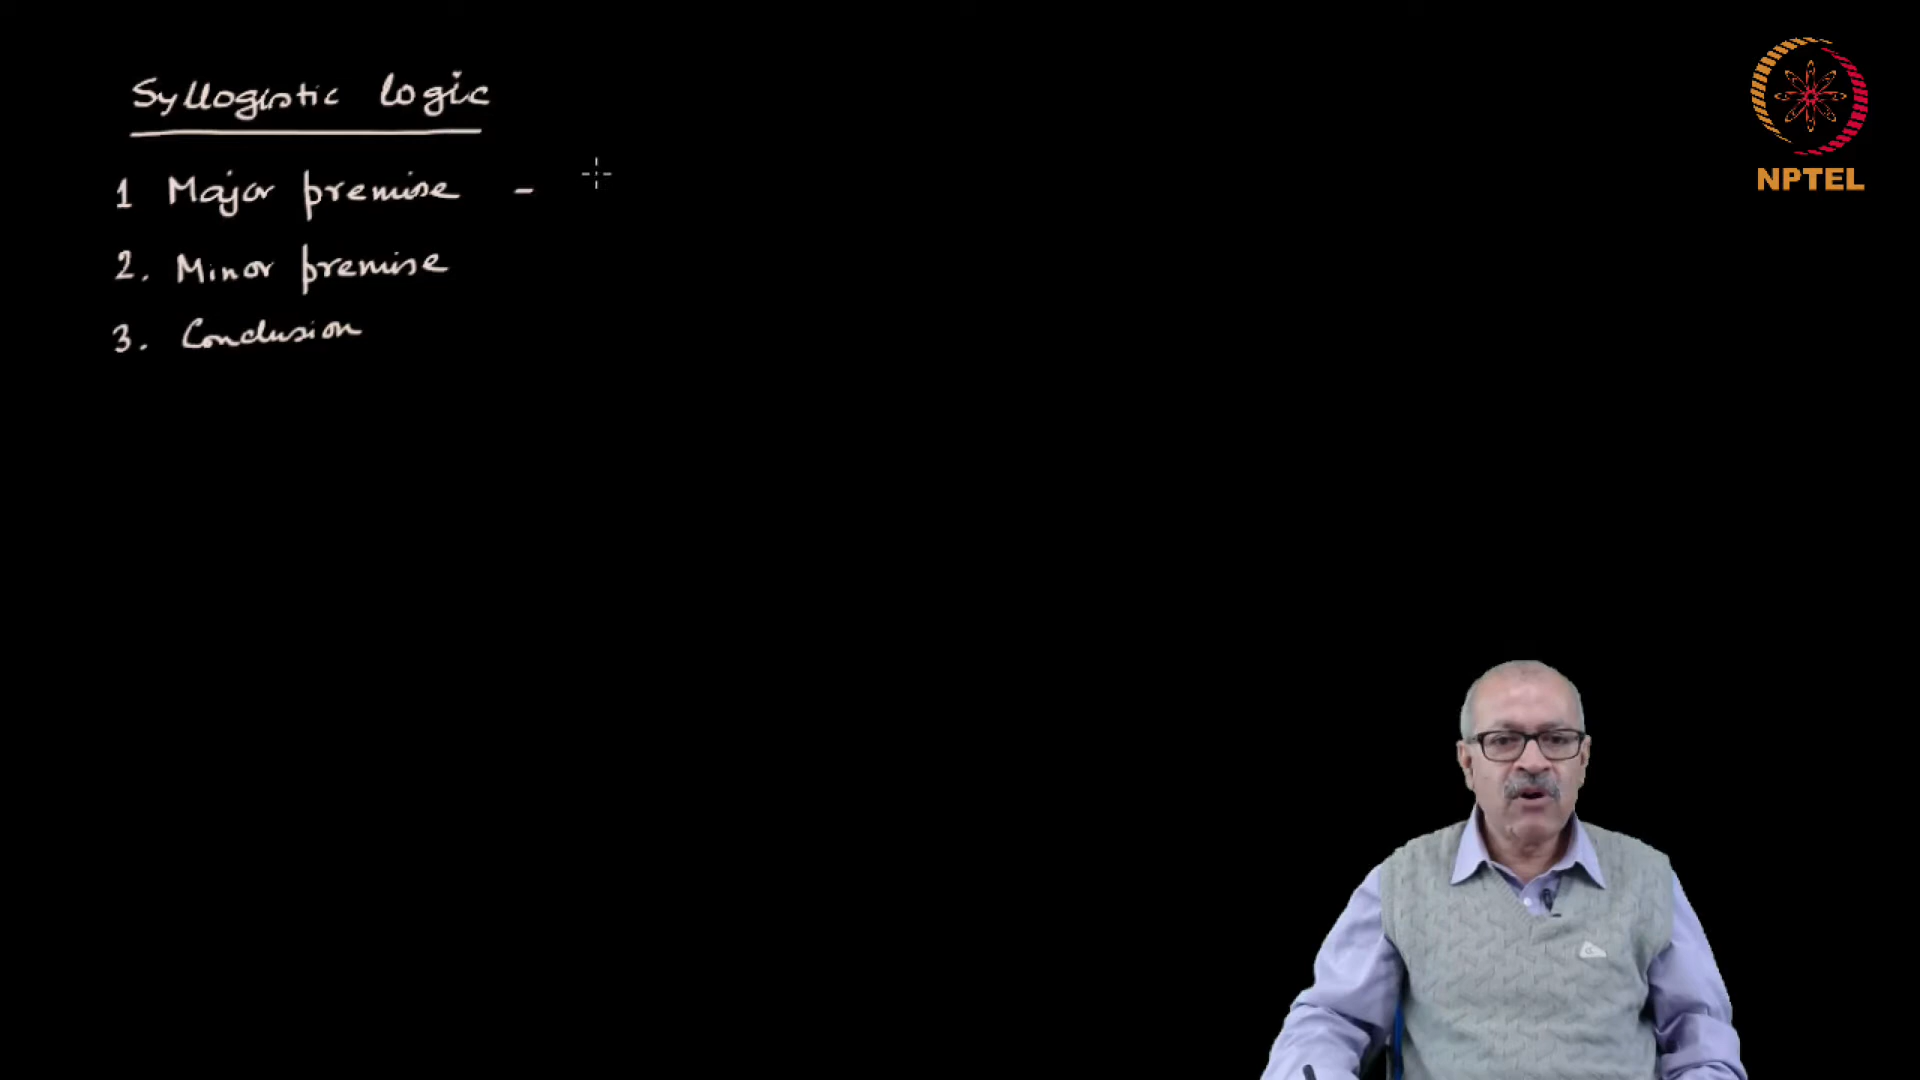 Syllogistic logic
1 Major premise -
2. Minor premise
3. Conclusion
NPTEL